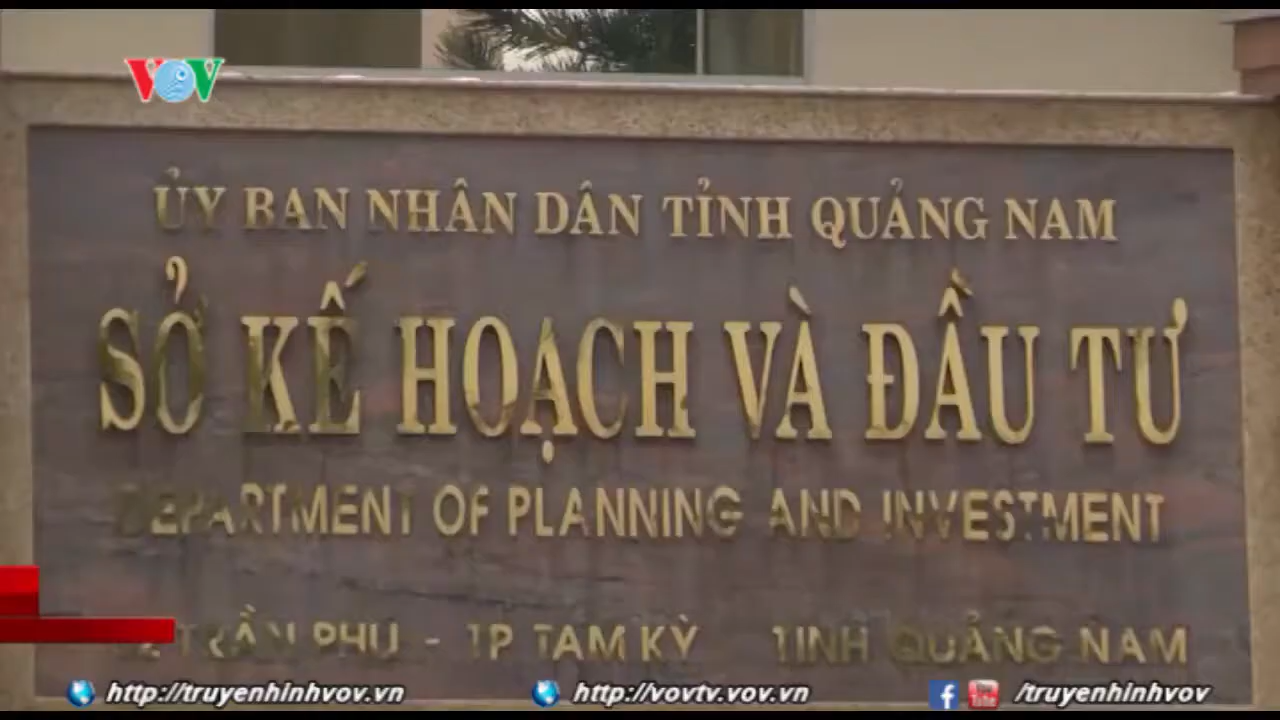 VOV
ỦY BAN NHÂN DÂN TỈNH QUẢNG NAM
SỞ KẾ HOẠCH VÀ ĐẦU TƯ
DEPARTMENT OF PLANNING AND INVESTMENT
TRẦN PHÚ - TP TAM KỲ TỈNH QUẢNG NAM
http://truyenhinhvov.vn http://vovtv.vov.vn /truyenhinhvov